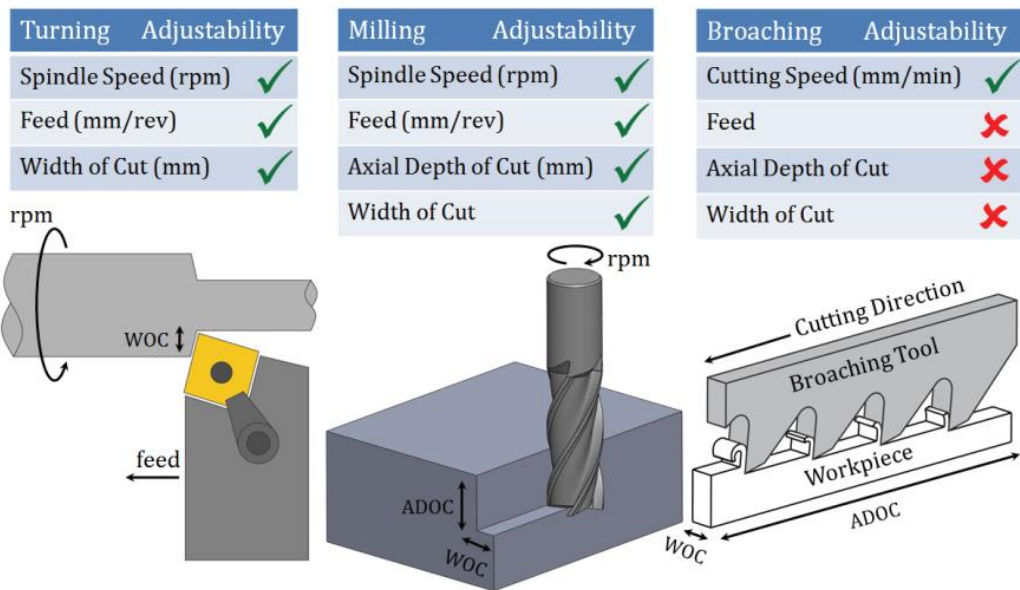 Turning Adjustability
Spindle Speed (rpm)
Feed (mm/rev)
Width of Cut (mm)
Milling Adjustability
Spindle Speed (rpm)
Feed (mm/rev)
Axial Depth of Cut (mm)
Width of Cut
Broaching Adjustability
Cutting Speed (mm/min)
Feed
Axial Depth of Cut
Width of Cut
rpm
WOC
feed
rpm
ADOC
WOC
Cutting Direction
Broaching Tool
Workpiece
ADOC
WOC